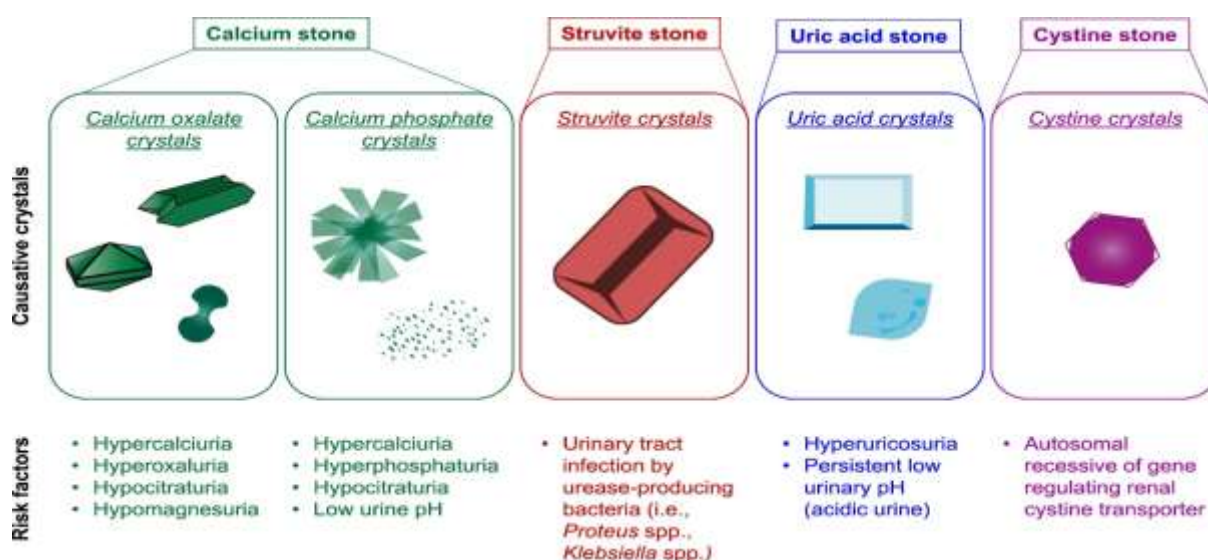 Calcium stone
Struvite stone
Uric acid stone
Cystine stone
Causative crystals
Calcium oxalate
crystals
Calcium phosphate
crystals
Struvite crystals
Uric acid crystals
Cystine crystals
Risk factors
• Hypercalciuria
• Hyperoxaluria
• Hypocitraturia
• Hypomagnesuria
• Hypercalciuria
• Hyperphosphaturia
• Hypocitraturia
• Low urine pH
• Urinary tract
infection by
urease-producing
bacteria (i.e.,
Proteus spp.,
Klebsiella spp.)
• Hyperuricosuria
• Persistent low
urinary pH
(acidic urine)
• Autosomal
recessive of gene
regulating renal
cystine transporter